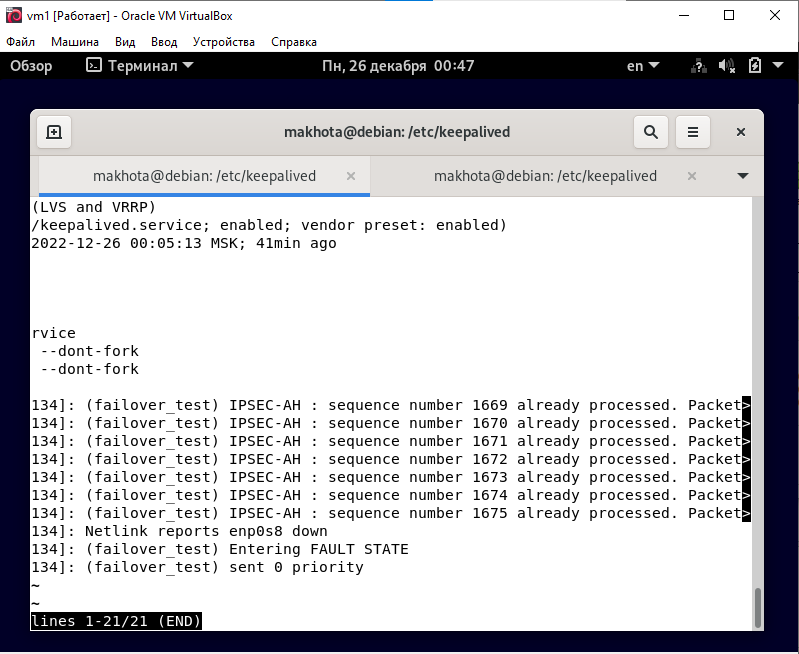 vm1 [Работает] - Oracle VM VirtualBox
Файл Машина Вид Ввод Устройства Справка
Обзор Терминал Пн, 26 декабря 00:47 en
makhota@debian: /etc/keepalived
makhota@debian: /etc/keepalived makhota@debian: /etc/keepalived
(LVS and VRRP)
/keepalived.service; enabled; vendor preset: enabled)
2022-12-26 00:05:13 MSK; 41min ago
rvice
--dont-fork
--dont-fork
134]: (failover_test) IPSEC-AH : sequence number 1669 already processed. Packet>
134]: (failover_test) IPSEC-AH : sequence number 1670 already processed. Packet>
134]: (failover_test) IPSEC-AH : sequence number 1671 already processed. Packet>
134]: (failover_test) IPSEC-AH : sequence number 1672 already processed. Packet>
134]: (failover_test) IPSEC-AH : sequence number 1673 already processed. Packet>
134]: (failover_test) IPSEC-AH : sequence number 1674 already processed. Packet>
134]: (failover_test) IPSEC-AH : sequence number 1675 already processed. Packet>
134]: Netlink reports enp0s8 down
134]: (failover_test) Entering FAULT STATE
134]: (failover_test) sent 0 priority
~
~
lines 1-21/21 (END)